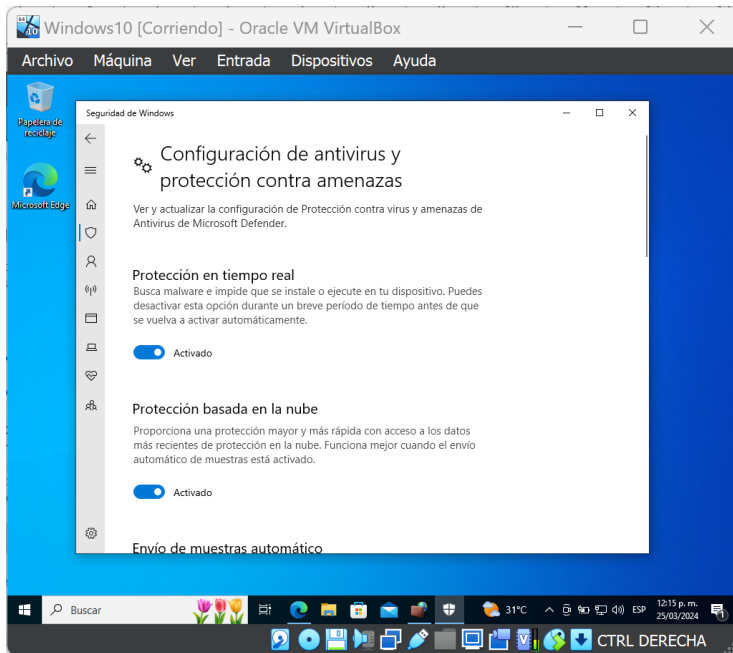 Windows10 [Corriendo] - Oracle VM VirtualBox
Archivo Máquina Ver Entrada Dispositivos Ayuda
Papelera de
reciclaje
Microsoft Edge
Seguridad de Windows
Configuración de antivirus y
protección contra amenazas
Ver y actualizar la configuración de Protección contra virus y amenazas de
Antivirus de Microsoft Defender.
Protección en tiempo real
Busca malware e impide que se instale o ejecute en tu dispositivo. Puedes
desactivar esta opción durante un breve período de tiempo antes de que
se vuelva a activar automáticamente.
Activado
Protección basada en la nube
Proporciona una protección mayor y más rápida con acceso a los datos
más recientes de protección en la nube. Funciona mejor cuando el envío
automático de muestras está activado.
Activado
Envío de muestras automático
Buscar
31°C
ESP
12:15 p. m.
25/03/2024
1
CTRL DERECHA